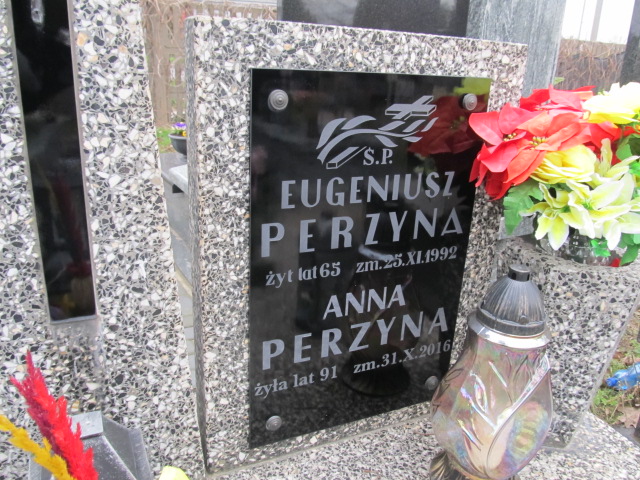 Ś.P.
EUGENIUSZ
PERZYNA
żył lat 65 zm. 25.XI.1992
ANNA
PERZYNA
żyła lat 91 zm. 31.X.2016